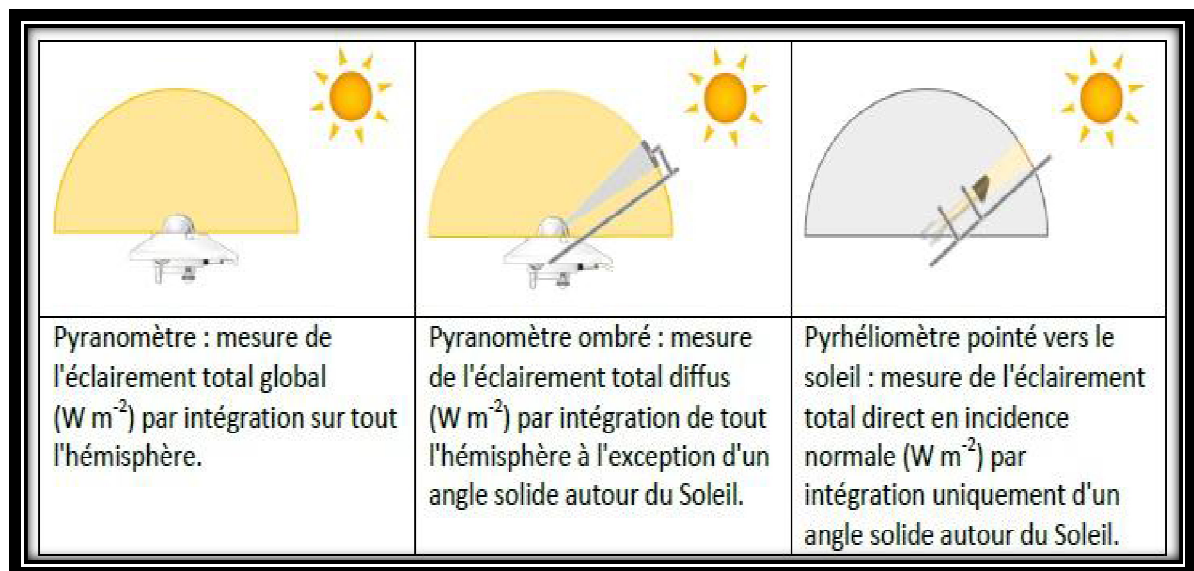 Pyranomètre : mesure de
l'éclairement total global
(W m⁻²) par intégration sur tout
l'hémisphère.
Pyranomètre ombré : mesure
de l'éclairement total diffus
(W m⁻²) par intégration de tout
l'hémisphère à l'exception d'un
angle solide autour du Soleil.
Pyrhéliomètre pointé vers le
soleil : mesure de l'éclairement
total direct en incidence
normale (W m⁻²) par
intégration uniquement d'un
angle solide autour du Soleil.